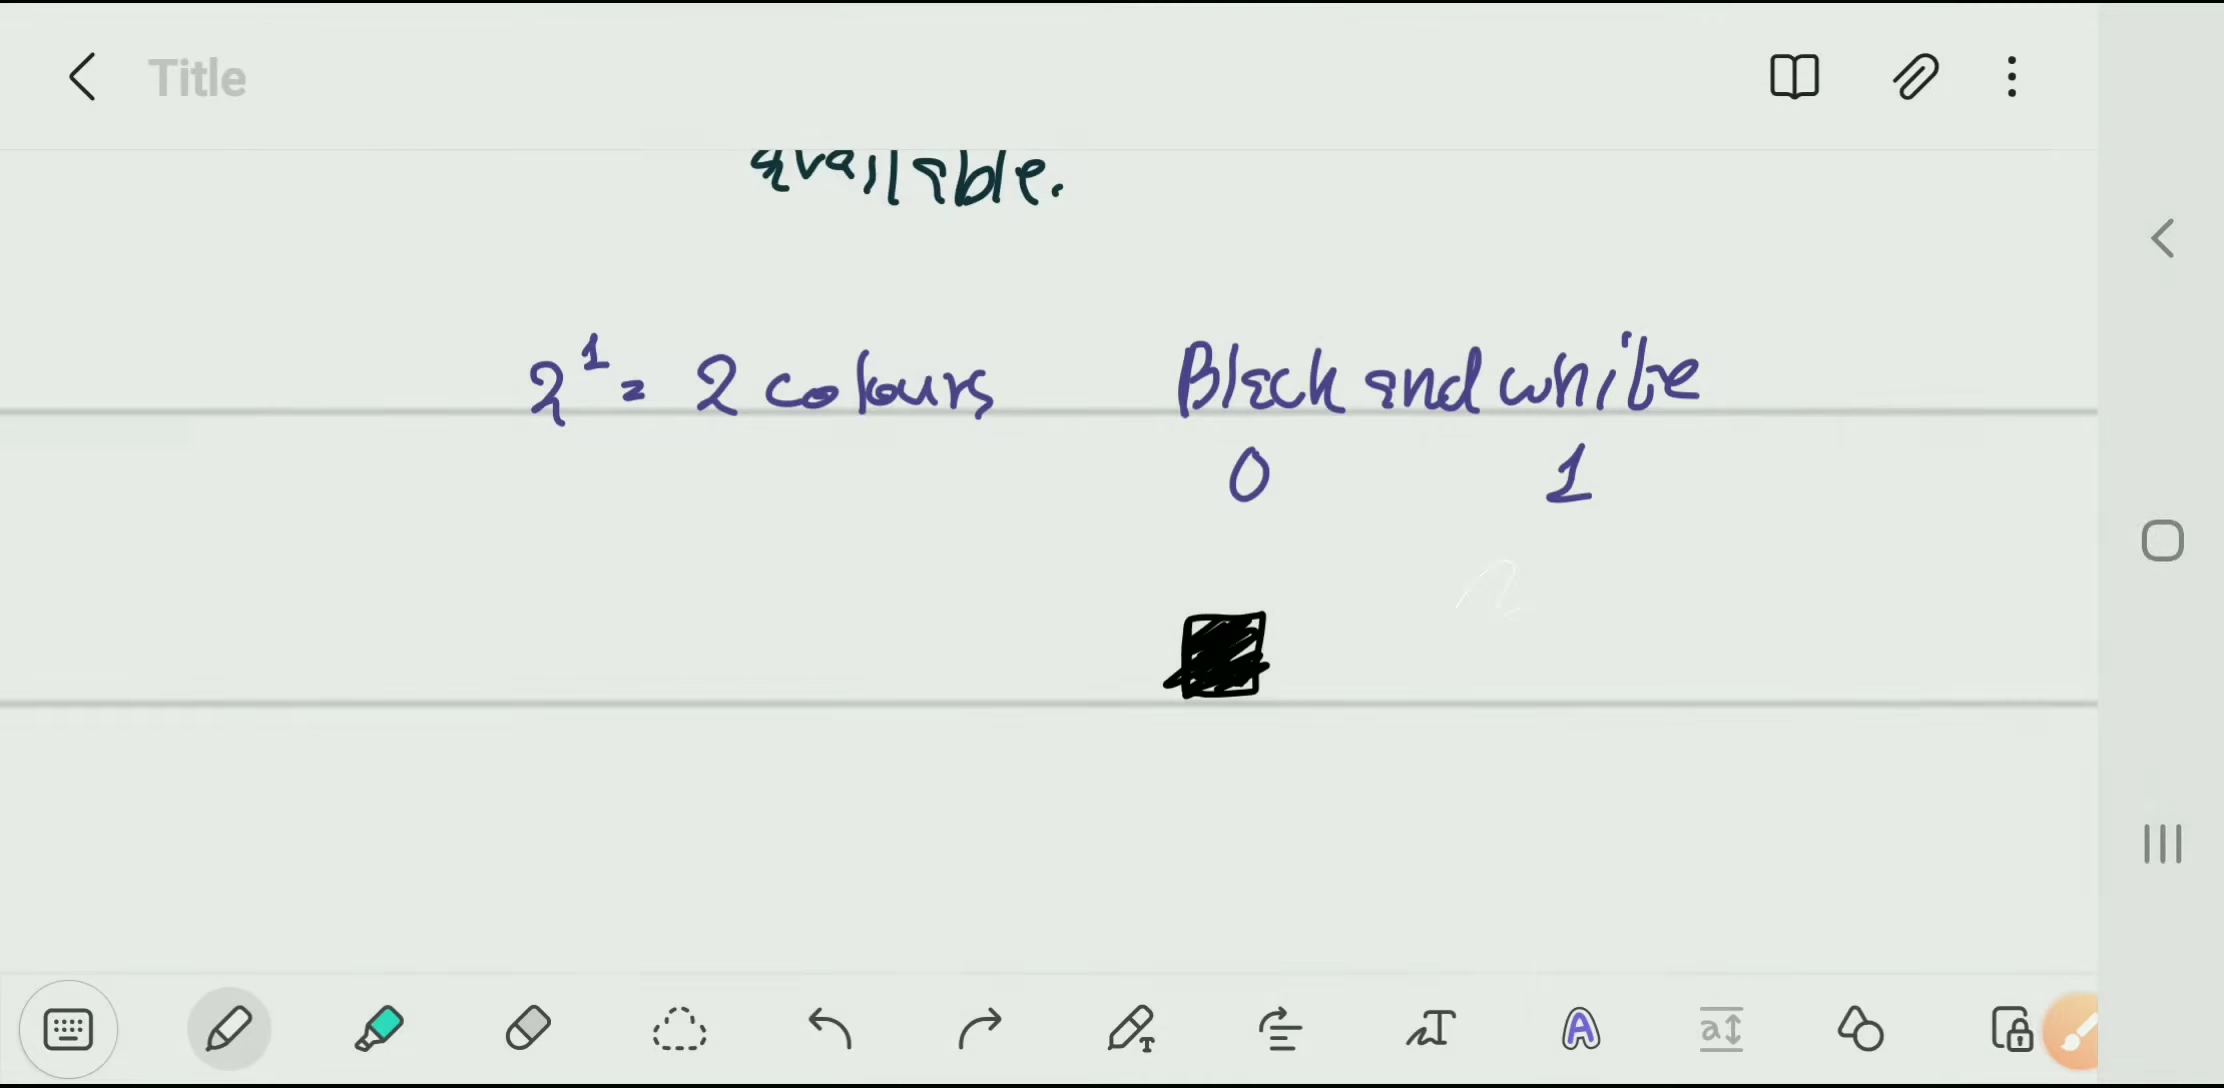 Title
available.
2¹ = 2 colours Black and white
0 1